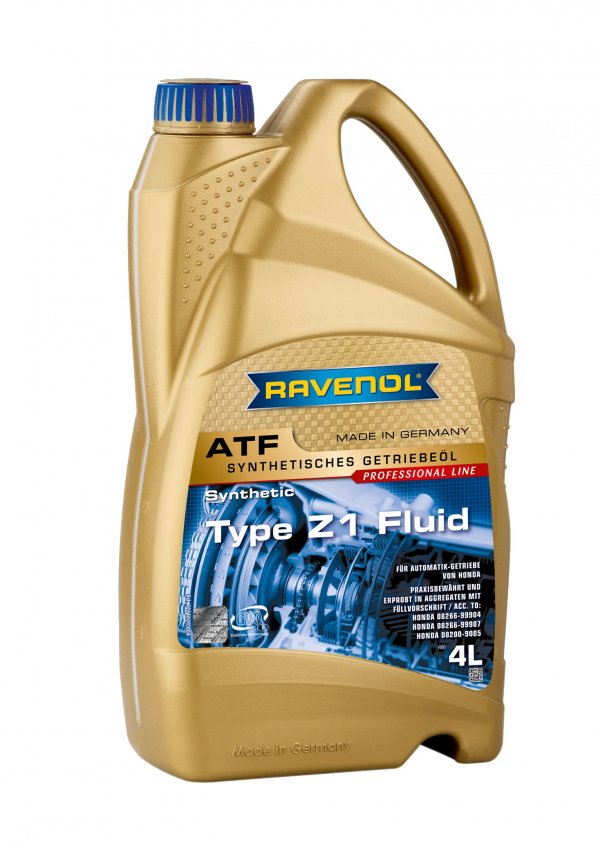 RAVENOL®
ATF
MADE IN GERMANY
SYNTHETISCHES GETRIEBEÖL
PROFESSIONAL LINE
Synthetic
Type Z1 Fluid
FÜR AUTOMATIK-GETRIEBE
VON HONDA
PRAXISBEWÄHRT UND
ERPROBT IN AGGREGATEN MIT
FÜLLVORSCHRIFT / ACC. TO:
HONDA 08266-99904
HONDA 08266-99907
HONDA 08200-9005
4L
Made in Germany